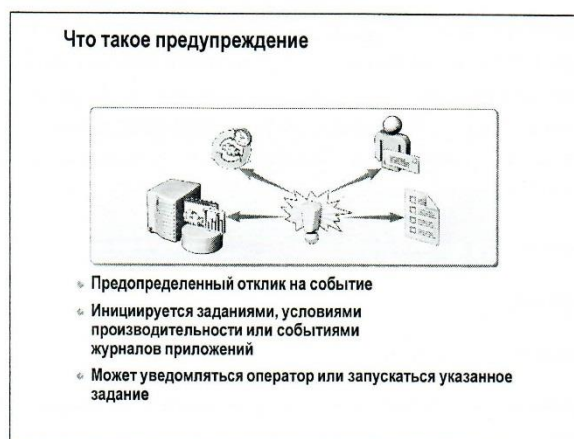 Что такое предупреждение
Предопределенный отклик на событие
Инициируется заданиями, условиями
производительности или событиями
журналов приложений
Может уведомляться оператор или запускаться указанное
задание